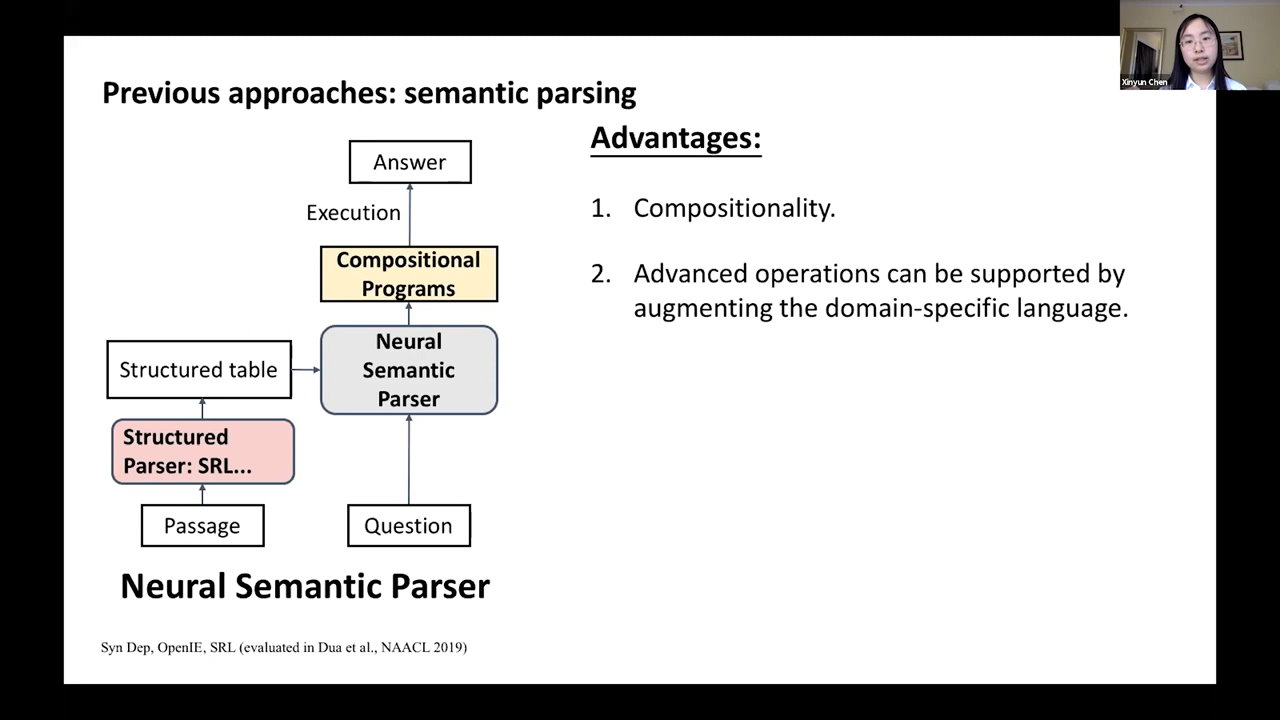 Xinyun Chen
Previous approaches: semantic parsing
Answer
Execution
Compositional
Programs
Neural
Semantic
Parser
Structured table
Structured
Parser: SRL...
Passage
Question
Neural Semantic Parser
Syn Dep, OpenIE, SRL (evaluated in Dua et al., NAACL 2019)
Advantages:
1. Compositionality.
2. Advanced operations can be supported by
augmenting the domain-specific language.